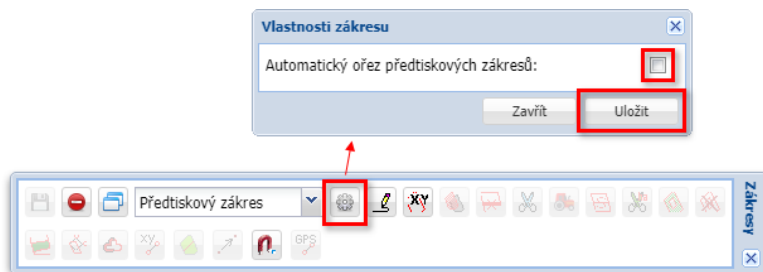 Vlastnosti zákresu
Automatický ořez předtiskových zákresů:
Zavřít
Uložit
Předtiskový zákres
XY
Zákresy
XY
GPS